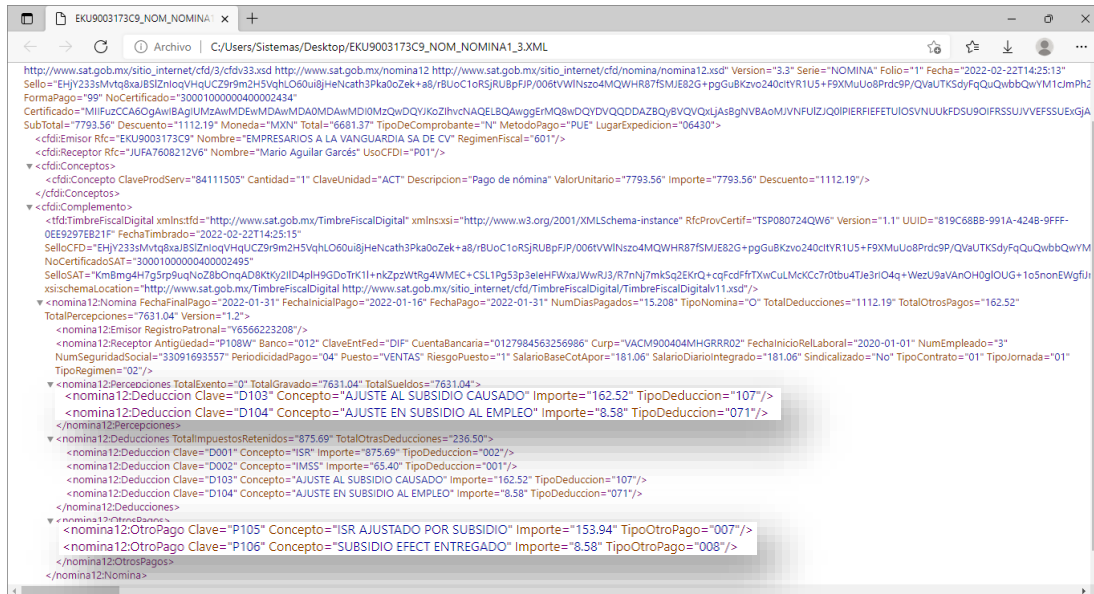 EKU9003173C9_NOM_NOMINA1
Archivo | C:/Users/Sistemas/Desktop/EKU9003173C9_NOM_NOMINA1_3.XML
http://www.sat.gob.mx/sitio_internet/cfd/3/cfdv33.xsd http://www.sat.gob.mx/nomina12 http://www.sat.gob.mx/sitio_internet/cfd/nomina/nomina12.xsd" Version="3.3" Serie="NOMINA" Folio="1" Fecha="2022-02-22T14:25:13"
Sello="EHjY233sMvtq8xaJBSlZnIoqVHqUCZ9r9m2H5VqhLO60ui8jHeNcath3Pka0oZek+a8/rBUoC1oRSjRUBpFJP/006tVWlNszo4MQWHR87fSMJE82G+pgGuBKzvo240cItYR1U5+F9XMuUo8Prdc9P/QVaUTKSdyFqQuQwbbQwYM1cJmPh2
FormaPago="99" NoCertificado="30001000000400002434"
SubTotal="7793.56" Descuento="1112.19" Moneda="MXN" Total="6681.37" TipoDeComprobante="N" MetodoPago="PUE" LugarExpedicion="06430">
<cfdi:Emisor Rfc="EKU9003173C9" Nombre="EMPRESARIOS A LA VANGUARDIA SA DE CV" RegimenFiscal="601"/>
<cfdi:Receptor Rfc="JUFA7608212V6" Nombre="Mario Aguilar Garcés" UsoCFDI="P01"/>
▼<cfdi:Conceptos>
<cfdi:Concepto ClaveProdServ="84111505" Cantidad="1" ClaveUnidad="ACT" Descripcion="Pago de nómina" ValorUnitario="7793.56" Importe="7793.56" Descuento="1112.19"/>
</cfdi:Conceptos>
▼<cfdi:Complemento>
<tfd:TimbreFiscalDigital xmlns:tfd="http://www.sat.gob.mx/TimbreFiscalDigital" xmlns:xsi="http://www.w3.org/2001/XMLSchema-instance" RfcProvCertif="TSP080724QW6" Version="1.1" UUID="819C68BB-991A-424B-9FFF-
0EE9297EB21F" FechaTimbrado="2022-02-22T14:25:15"
SelloCFD="EHjY233sMvtq8xaJBSlZnIoqVHqUCZ9r9m2H5VqhLO60ui8jHeNcath3Pka0oZek+a8/rBUoC1oRSjRUBpFJP/006tVWlNszo4MQWHR87fSMJE82G+pgGuBKzvo240cItYR1U5+F9XMuUo8Prdc9P/QVaUTKSdyFqQuQwbbQwYM
NoCertificadoSAT="30001000000400002495"
xsi:schemaLocation="http://www.sat.gob.mx/TimbreFiscalDigital http://www.sat.gob.mx/sitio_internet/cfd/TimbreFiscalDigital/TimbreFiscalDigitalv11.xsd"/>
▼<nomina12:Nomina FechaFinalPago="2022-01-31" FechaInicialPago="2022-01-16" FechaPago="2022-01-31" NumDiasPagados="15.208" TipoNomina="O" TotalDeducciones="1112.19" TotalOtrosPagos="162.52"
TotalPercepciones="7631.04" Version="1.2">
<nomina12:Emisor RegistroPatronal="Y6566223208"/>
<nomina12:Receptor Antigüedad="P108W" Banco="012" ClaveEntFed="DIF" CuentaBancaria="0127984563256986" Curp="VACM900404MHGRRR02" FechaInicioRelLaboral="2020-01-01" NumEmpleado="3"
NumSeguridadSocial="33091693557" PeriodicidadPago="04" Puesto="VENTAS" RiesgoPuesto="1" SalarioBaseCotApor="181.06" SalarioDiarioIntegrado="181.06" Sindicalizado="No" TipoContrato="01" TipoJornada="01"
TipoRegimen="02"/>
▼<nomina12:Percepciones TotalExento="0" TotalGravado="7631.04" TotalSueldos="7631.04">
<nomina12:Deduccion Clave="D103" Concepto="AJUSTE AL SUBSIDIO CAUSADO" Importe="162.52" TipoDeduccion="107"/>
<nomina12:Deduccion Clave="D104" Concepto="AJUSTE EN SUBSIDIO AL EMPLEO" Importe="8.58" TipoDeduccion="071"/>
</nomina12:Percepciones>
▼<nomina12:Deducciones TotalImpuestosRetenidos="875.69" TotalOtrasDeducciones="236.50">
<nomina12:Deduccion Clave="D001" Concepto="ISR" Importe="875.69" TipoDeduccion="002"/>
<nomina12:Deduccion Clave="D002" Concepto="IMSS" Importe="65.40" TipoDeduccion="001"/>
<nomina12:Deduccion Clave="D103" Concepto="AJUSTE AL SUBSIDIO CAUSADO" Importe="162.52" TipoDeduccion="107"/>
<nomina12:Deduccion Clave="D104" Concepto="AJUSTE EN SUBSIDIO AL EMPLEO" Importe="8.58" TipoDeduccion="071"/>
</nomina12:Deducciones>
▼<nomina12:OtrosPagos>
<nomina12:OtroPago Clave="P105" Concepto="ISR AJUSTADO POR SUBSIDIO" Importe="153.94" TipoOtroPago="007"/>
<nomina12:OtroPago Clave="P106" Concepto="SUBSIDIO EFECT ENTREGADO" Importe="8.58" TipoOtroPago="008"/>
</nomina12:OtrosPagos>
</nomina12:Nomina>